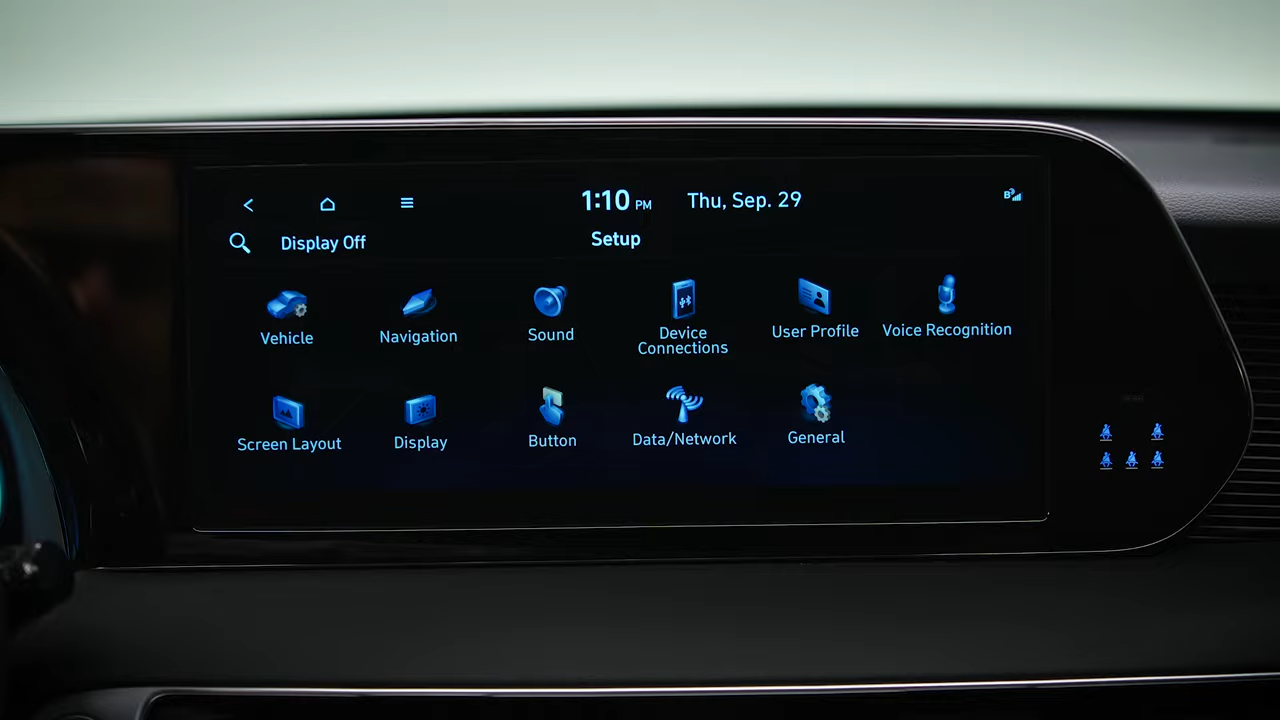 1:10 PM Thu, Sep. 29
Display Off
Setup
Vehicle
Navigation
Sound
Device
Connections
User Profile
Voice Recognition
Screen Layout
Display
Button
Data/Network
General